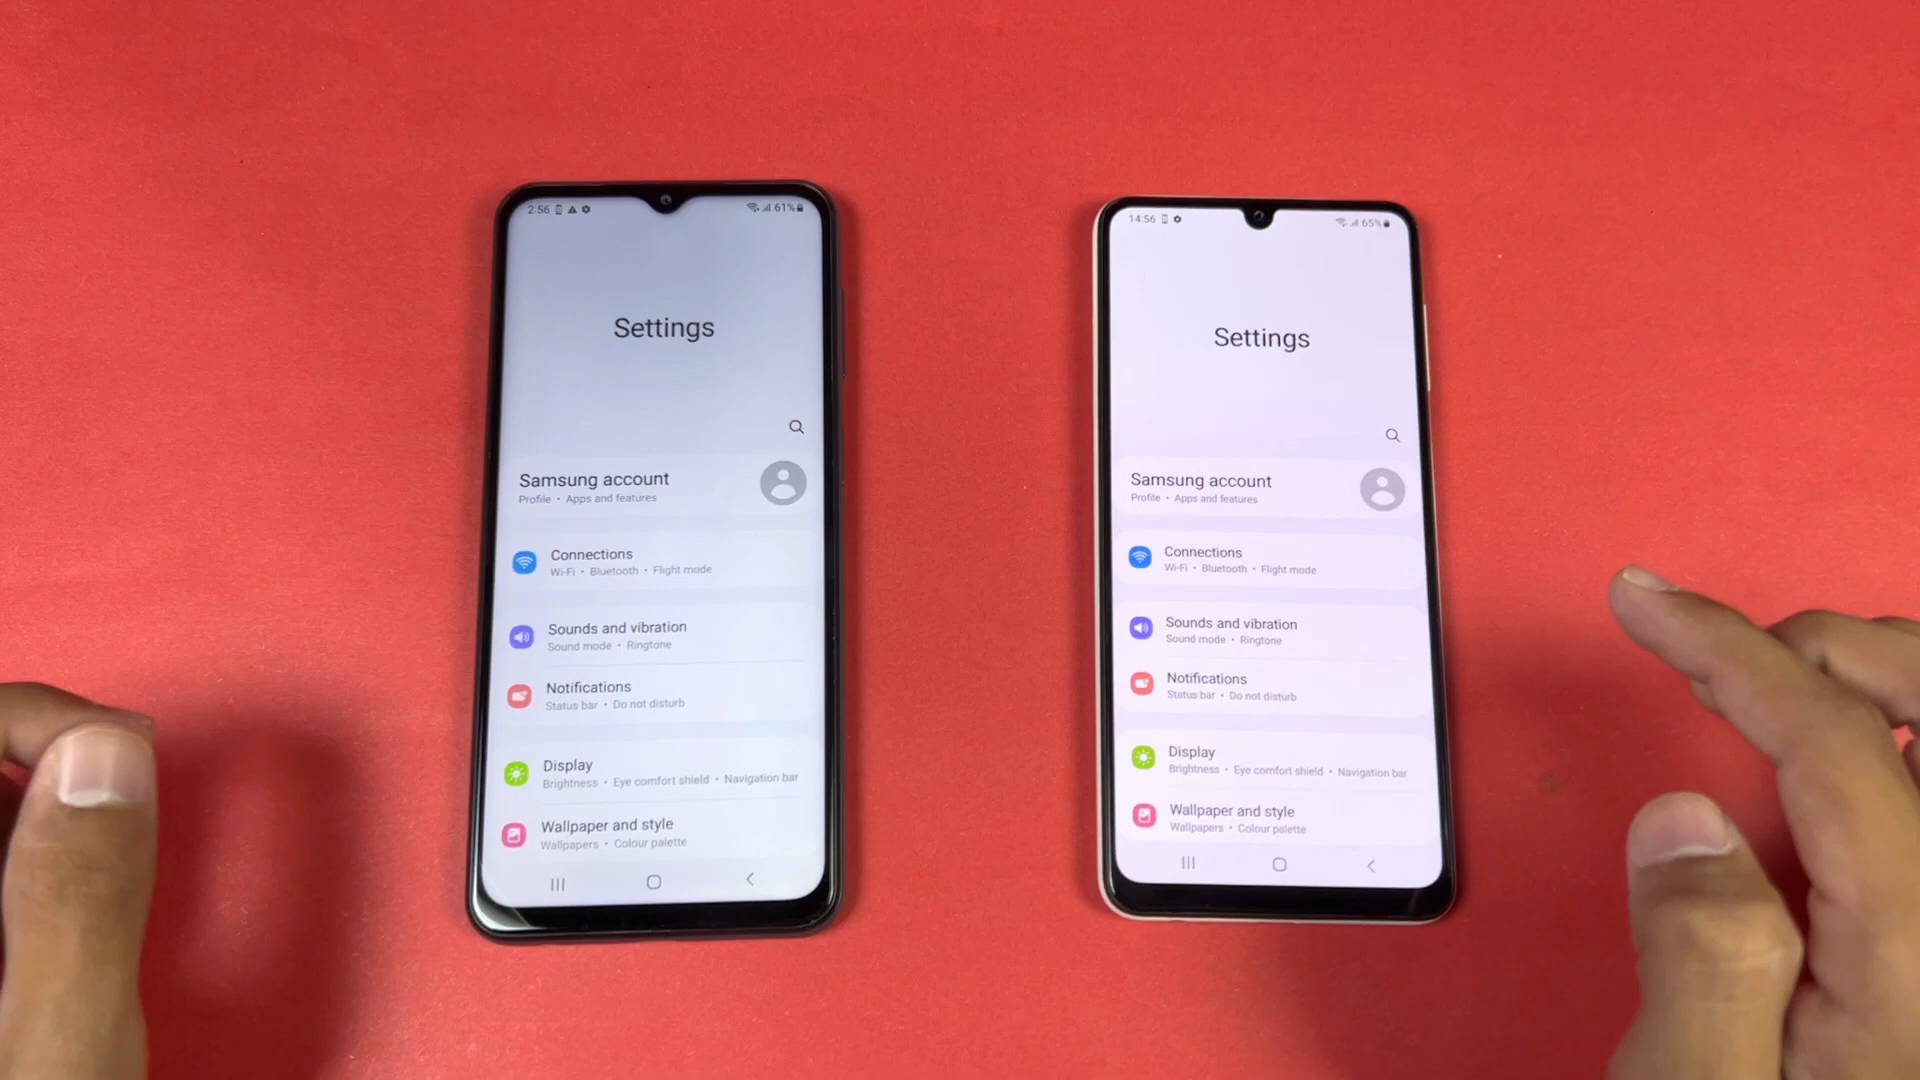 2:56
61%
Settings
Samsung account
Profile • Apps and features
Connections
Wi-Fi • Bluetooth • Flight mode
Sounds and vibration
Sound mode • Ringtone
Notifications
Status bar • Do not disturb
Display
Brightness • Eye comfort shield • Navigation bar
Wallpaper and style
Wallpapers • Colour palette
14:56
65%
Settings
Samsung account
Profile • Apps and features
Connections
Wi-Fi • Bluetooth • Flight mode
Sounds and vibration
Sound mode • Ringtone
Notifications
Status bar • Do not disturb
Display
Brightness • Eye comfort shield • Navigation bar
Wallpaper and style
Wallpapers • Colour palette